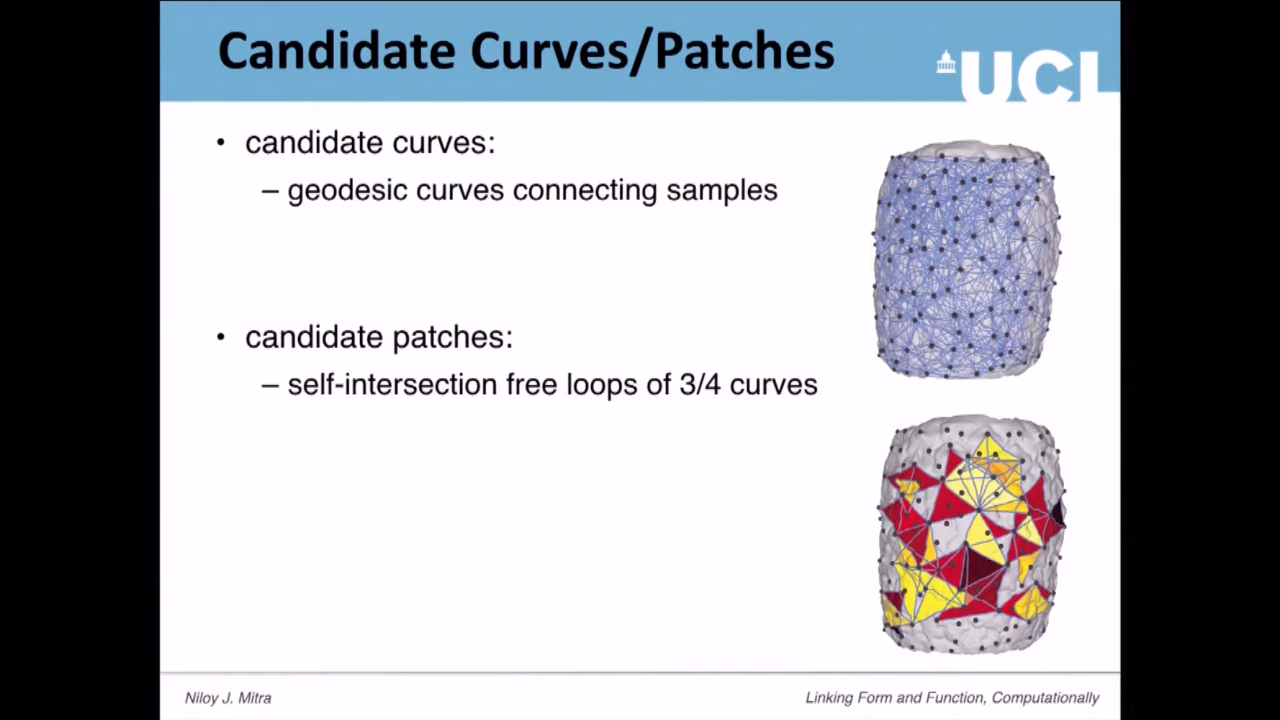 Candidate Curves/Patches
UCL
• candidate curves:
– geodesic curves connecting samples
• candidate patches:
– self-intersection free loops of 3/4 curves
Niloy J. Mitra
Linking Form and Function, Computationally